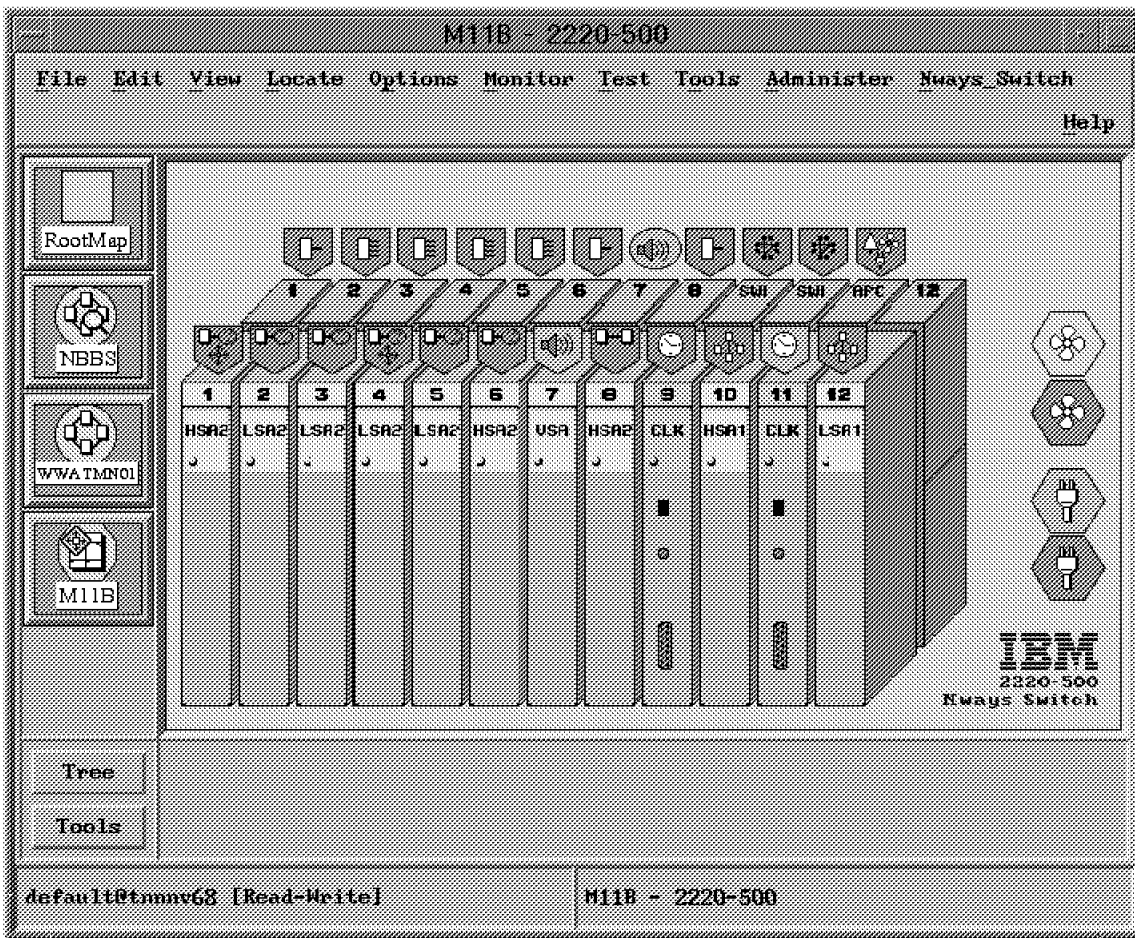 M11B - 2220-500
File Edit View Locate Options Monitor Test Tools Administer Nways_Switch
Help
RootMap
NBBS
WWATMN01
M11B
1 2 3 4 5 6 7 8 SWI SWI APC 12
1 2 3 4 5 6 7 8 9 10 11 12
HSA2 LSA2 LSA2 LSA2 LSA2 HSA2 VSA HSA2 CLK HSA1 CLK LSA1
IBM
2220-500
Nways Switch
Tree
Tools
default@tnnnv68 [Read-Write]
M11B - 2220-500